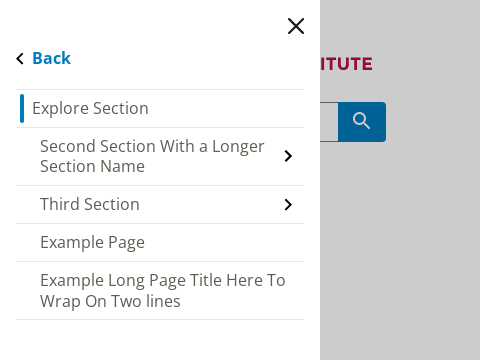 Back
ITUTE
Explore Section
Second Section With a Longer
Section Name
Third Section
Example Page
Example Long Page Title Here To
Wrap On Two lines